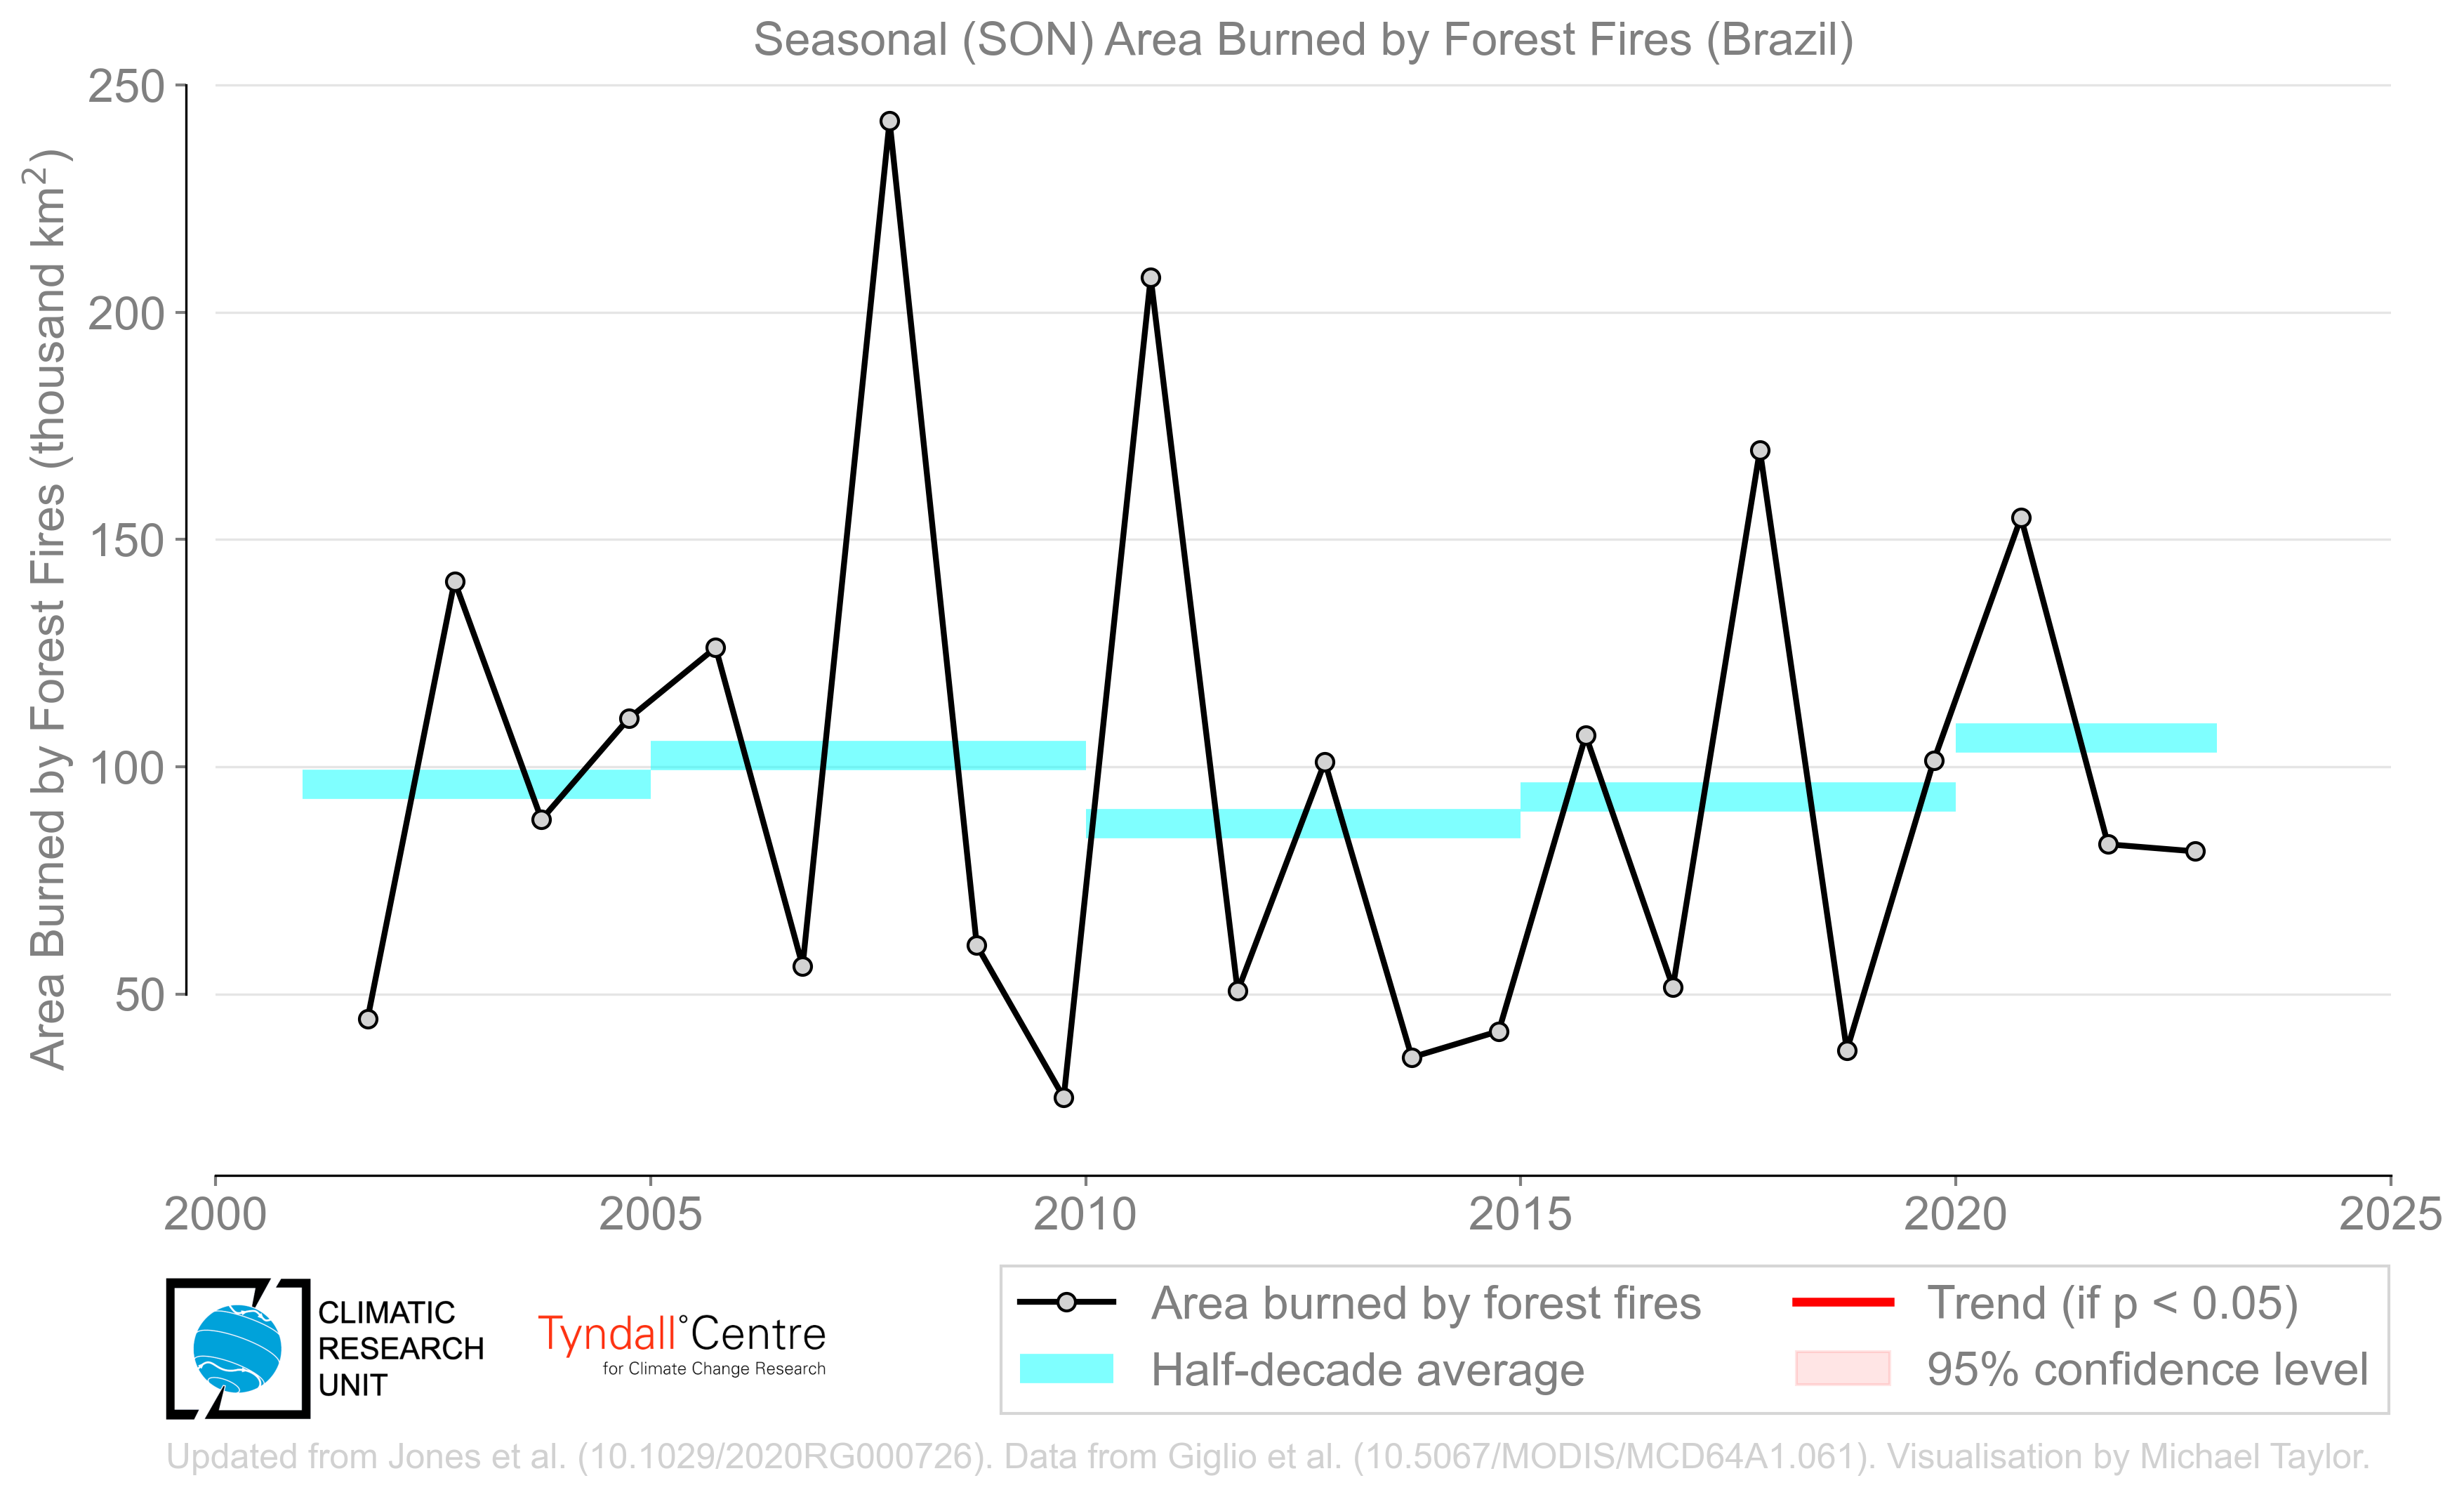 Seasonal (SON) Area Burned by Forest Fires (Brazil)
Area Burned by Forest Fires (thousand km²)
250
200
150
100
50
2000
2005
2010
2015
2020
2025
CLIMATIC
RESEARCH
UNIT
Tyndall°Centre
for Climate Change Research
Area burned by forest fires
Half-decade average
Trend (if p < 0.05)
95% confidence level
Updated from Jones et al. (10.1029/2020RG000726). Data from Giglio et al. (10.5067/MODIS/MCD64A1.061). Visualisation by Michael Taylor.